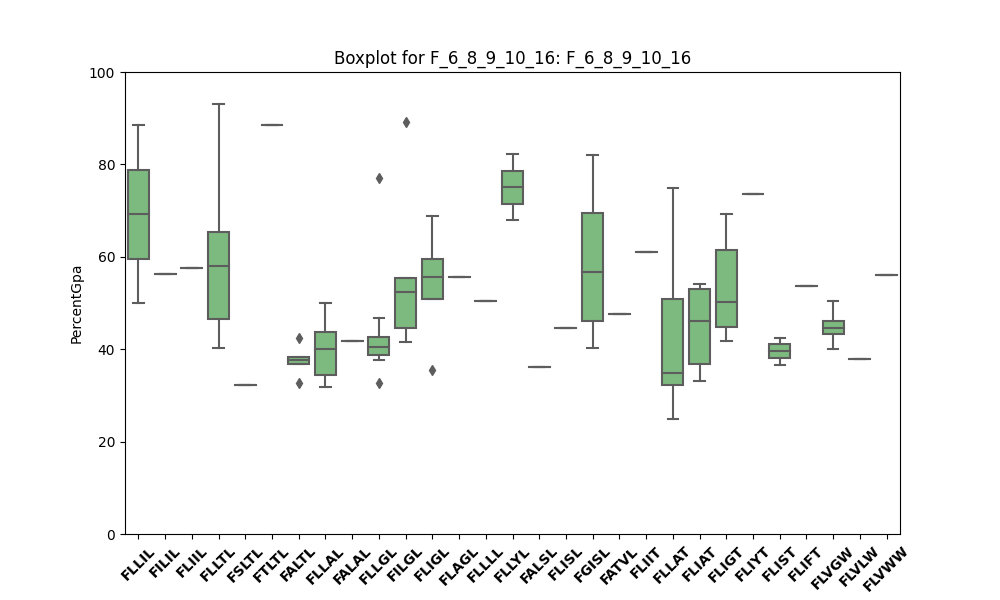 Boxplot for F_6_8_9_10_16: F_6_8_9_10_16
PercentGpa
100
80
60
40
20
0
FLLIL
FILIL
FLIIL
FLLTL
FSLTL
FTLTL
FALTL
FLLAL
FALAL
FLLGL
FILGL
FLIGL
FLAGL
FLLLL
FLLYL
FALSL
FLISL
FGISL
FATVL
FLIIT
FLLAT
FLIAT
FLIGT
FLIYT
FLIST
FLIFT
FLVGW
FLVLW
FLVWW